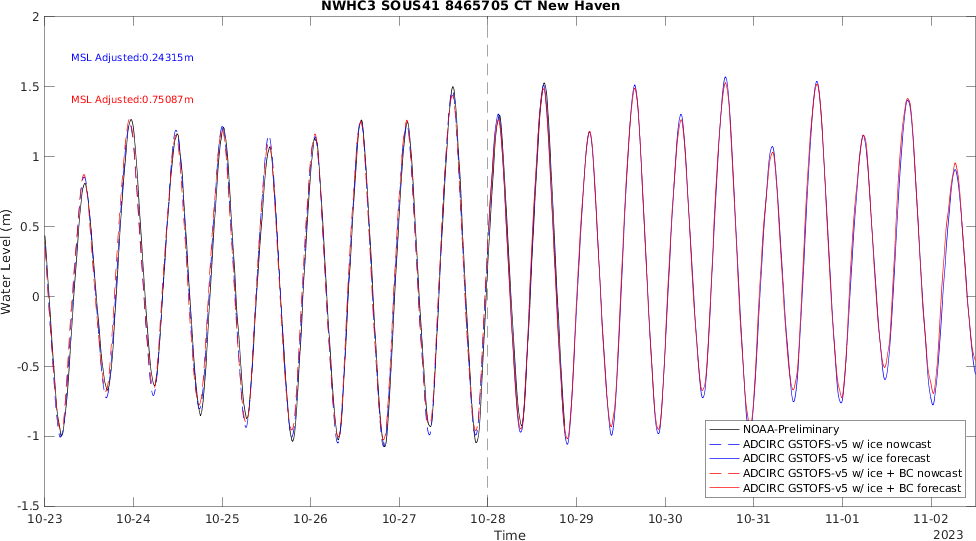 NWHC3 SOUS41 8465705 CT New Haven
2
1.5
1
0.5
0
-0.5
-1
-1.5
Water Level (m)
MSL Adjusted:0.24315m
MSL Adjusted:0.75087m
NOAA-Preliminary
ADCIRC GSTOFS-v5 w/ ice nowcast
ADCIRC GSTOFS-v5 w/ ice forecast
ADCIRC GSTOFS-v5 w/ ice + BC nowcast
ADCIRC GSTOFS-v5 w/ ice + BC forecast
10-23 10-24 10-25 10-26 10-27 10-28 10-29 10-30 10-31 11-01 11-02
Time
2023